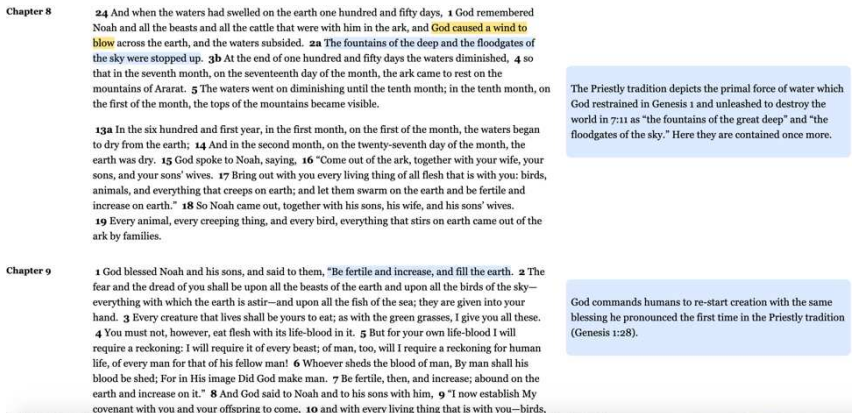 Chapter 8
24 And when the waters had swelled on the earth one hundred and fifty days, 1 God remembered
Noah and all the beasts and all the cattle that were with him in the ark, and God caused a wind to
blow across the earth, and the waters subsided. 2a The fountains of the deep and the floodgates of
the sky were stopped up. 3b At the end of one hundred and fifty days the waters diminished, 4 so
that in the seventh month, on the seventeenth day of the month, the ark came to rest on the
mountains of Ararat. 5 The waters went on diminishing until the tenth month; in the tenth month, on
the first of the month, the tops of the mountains became visible.
The Priestly tradition depicts the primal force of water which
God restrained in Genesis 1 and unleashed to destroy the
world in 7:11 as “the fountains of the great deep” and “the
floodgates of the sky.” Here they are contained once more.
13a In the six hundred and first year, in the first month, on the first of the month, the waters began
to dry from the earth; 14 And in the second month, on the twenty-seventh day of the month, the
earth was dry. 15 God spoke to Noah, saying, 16 “Come out of the ark, together with your wife, your
sons, and your sons’ wives. 17 Bring out with you every living thing of all flesh that is with you: birds,
animals, and everything that creeps on earth; and let them swarm on the earth and be fertile and
increase on earth.” 18 So Noah came out, together with his sons, his wife, and his sons’ wives.
19 Every animal, every creeping thing, and every bird, everything that stirs on earth came out of the
ark by families.
Chapter 9
1 God blessed Noah and his sons, and said to them, “Be fertile and increase, and fill the earth. 2 The
fear and the dread of you shall be upon all the beasts of the earth and upon all the birds of the sky—
everything with which the earth is astir—and upon all the fish of the sea; they are given into your
hand. 3 Every creature that lives shall be yours to eat; as with the green grasses, I give you all these.
4 You must not, however, eat flesh with its life-blood in it. 5 But for your own life-blood I will
require a reckoning: I will require it of every beast; of man, too, will I require a reckoning for human
life, of every man for that of his fellow man! 6 Whoever sheds the blood of man, By man shall his
blood be shed; For in His image Did God make man. 7 Be fertile, then, and increase; abound on the
earth and increase on it.” 8 And God said to Noah and to his sons with him, 9 “I now establish My
covenant with you and your offspring to come, 10 and with every living thing that is with you—birds,
God commands humans to re-start creation with the same
blessing he pronounced the first time in the Priestly tradition
(Genesis 1:28).